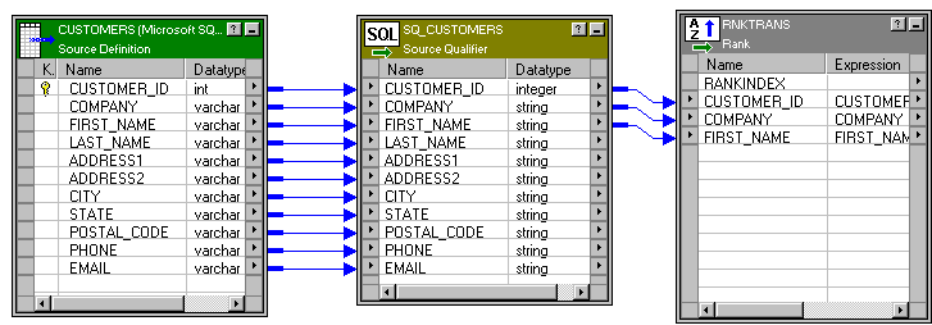 CUSTOMERS (Microsoft SQ...
Source Definition
K. Name Datatype
CUSTOMER_ID int
COMPANY varchar
FIRST_NAME varchar
LAST_NAME varchar
ADDRESS1 varchar
ADDRESS2 varchar
CITY varchar
STATE varchar
POSTAL_CODE varchar
PHONE varchar
EMAIL varchar
SQL SQ_CUSTOMERS
Source Qualifier
Name Datatype
CUSTOMER_ID integer
COMPANY string
FIRST_NAME string
LAST_NAME string
ADDRESS1 string
ADDRESS2 string
CITY string
STATE string
POSTAL_CODE string
PHONE string
EMAIL string
A Z RNKTRANS
Rank
Name Expression
RANKINDEX
CUSTOMER_ID CUSTOMER
COMPANY COMPANY
FIRST_NAME FIRST_NAM